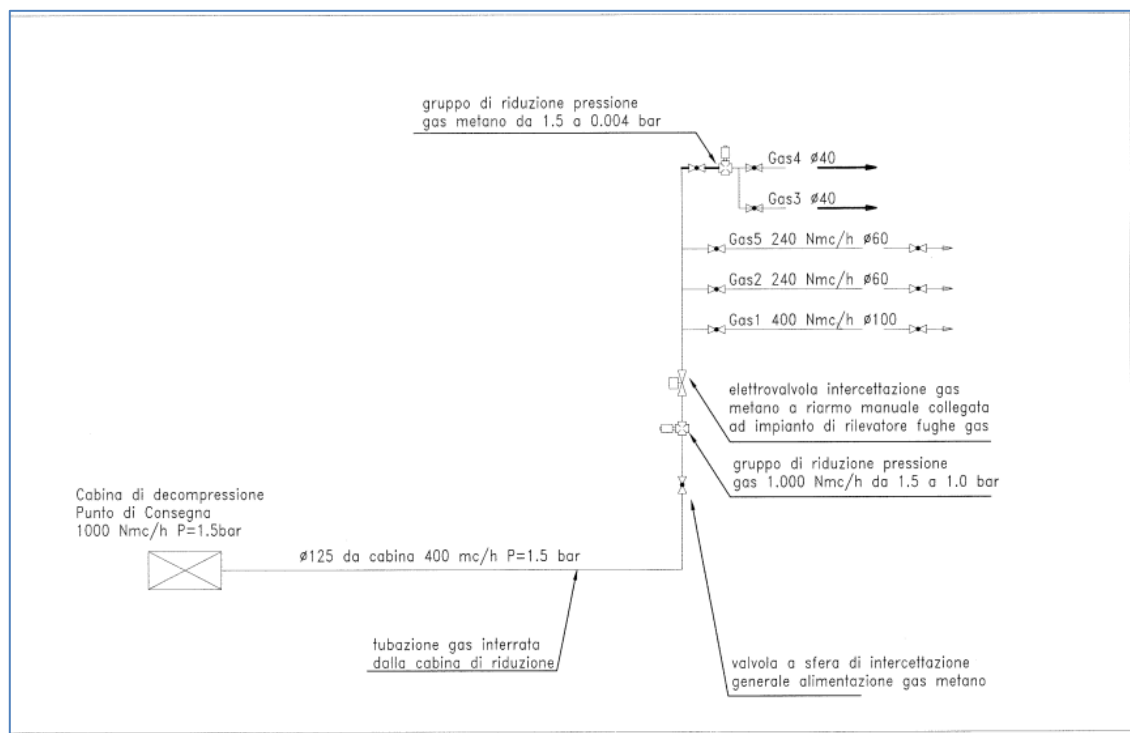 gruppo di riduzione pressione
gas metano da 1.5 a 0.004 bar
Gas4 ø40
Gas3 ø40
Gas5 240 Nmc/h ø60
Gas2 240 Nmc/h ø60
Gas1 400 Nmc/h ø100
elettrovalvola intercettazione gas
metano a riarmo manuale collegata
ad impianto di rilevatore fughe gas
gruppo di riduzione pressione
gas 1.000 Nmc/h da 1.5 a 1.0 bar
Cabina di decompressione
Punto di Consegna
1000 Nmc/h P=1.5bar
ø125 da cabina 400 mc/h P=1.5 bar
tubazione gas interrata
dalla cabina di riduzione
valvola a sfera di intercettazione
generale alimentazione gas metano